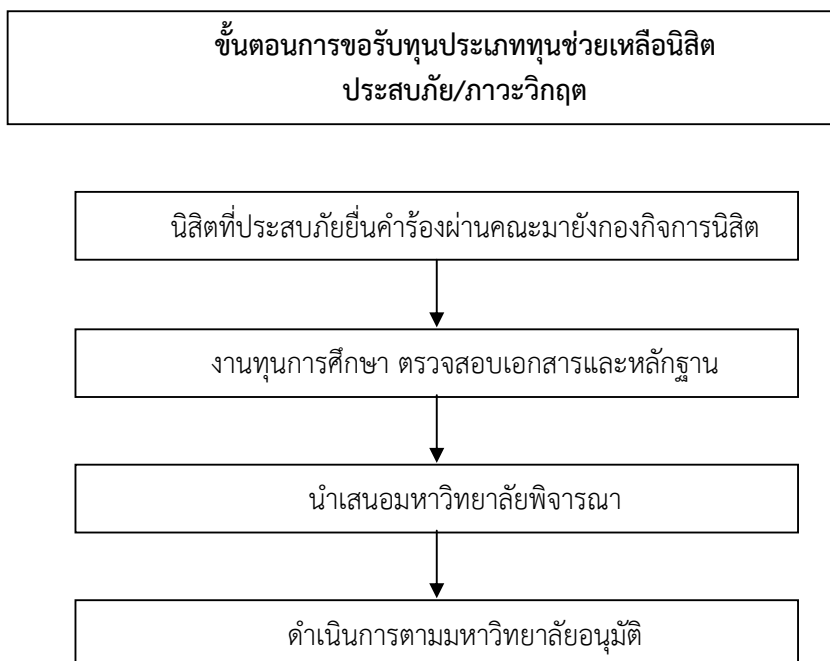 ขั้นตอนการขอรับทุนประเภททุนช่วยเหลือนิสิต
ประสบภัย/ภาวะวิกฤต
นิสิตที่ประสบภัยยื่นคำร้องผ่านคณะมายังกองกิจการนิสิต
งานทุนการศึกษา ตรวจสอบเอกสารและหลักฐาน
นำเสนอมหาวิทยาลัยพิจารณา
ดำเนินการตามมหาวิทยาลัยอนุมัติ